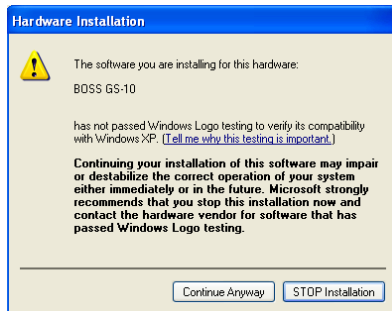 Hardware Installation
The software you are installing for this hardware:
BOSS GS-10
has not passed Windows Logo testing to verify its compatibility
with Windows XP. (Tell me why this testing is important.)
Continuing your installation of this software may impair
or destabilize the correct operation of your system
either immediately or in the future. Microsoft strongly
recommends that you stop this installation now and
contact the hardware vendor for software that has
passed Windows Logo testing.
Continue Anyway STOP Installation